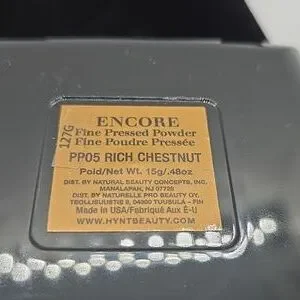 127G
ENCORE
Fine Pressed Powder
Fine Poudre Pressée
PP05 RICH CHESTNUT
Poid/Net Wt. 15g/.48oz
DIST. BY NATURAL BEAUTY CONCEPTS, INC.
MANALAPAN, NJ 07726
DIST. BY NATURELLE PRO BEAUTY OY,
TEOLLISUUSTIE 9, 04300 TUUSULA - FIN
Made in USA/Fabriqué Aux É-U
WWW.HYNTBEAUTY.COM